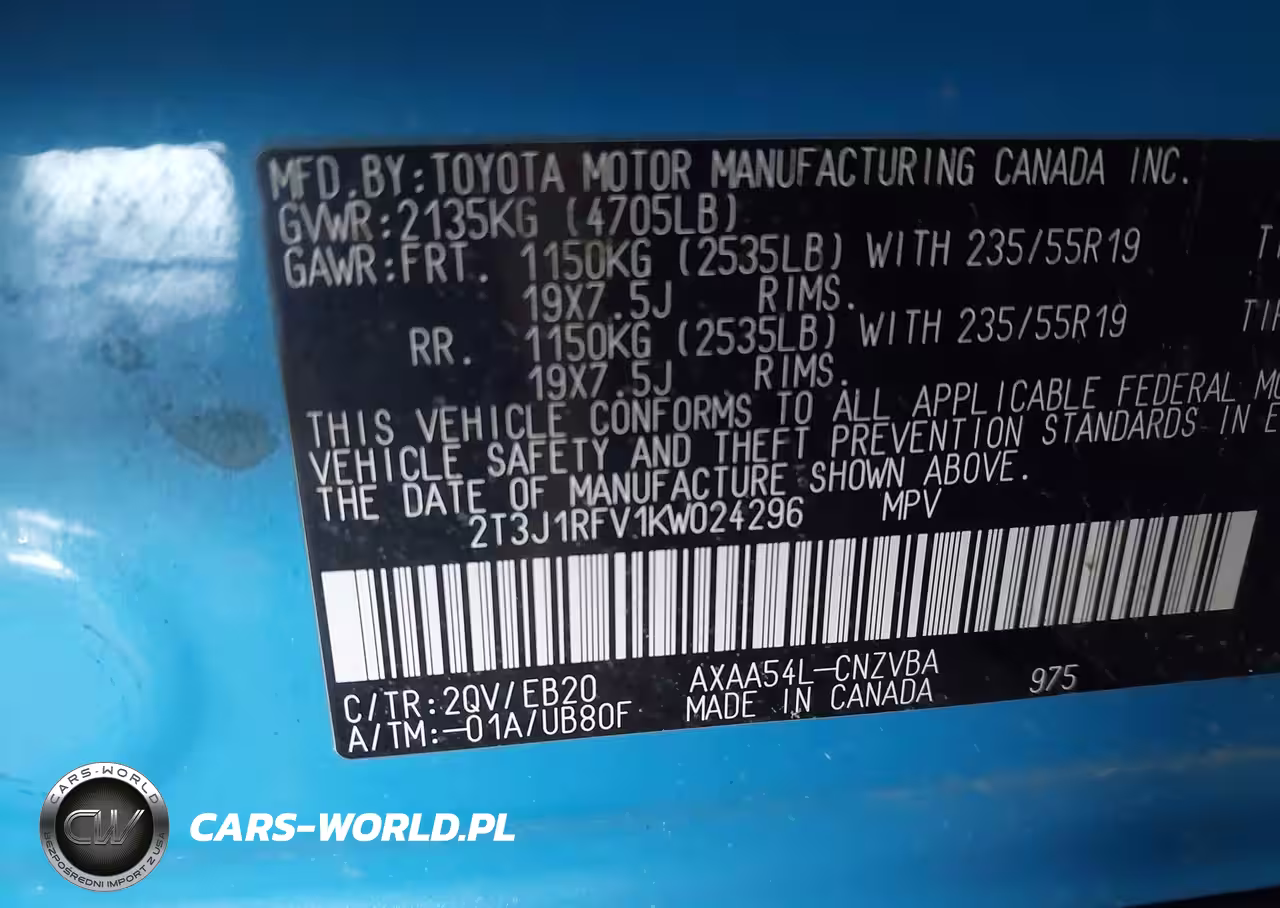 MFD.BY:TOYOTA MOTOR MANUFACTURING CANADA INC.
GVWR:2135KG (4705LB)
GAWR:FRT. 1150KG (2535LB) WITH 235/55R19
19X7.5J RIMS.
RR. 1150KG (2535LB) WITH 235/55R19
19X7.5J RIMS.
THIS VEHICLE CONFORMS TO ALL APPLICABLE FEDERAL
VEHICLE SAFETY AND THEFT PREVENTION STANDARDS IN
THE DATE OF MANUFACTURE SHOWN ABOVE.
2T3J1RFV1KW024296 MPV
C/TR:2QV/EB20 AXAA54L-CNZVBA 975
A/TM:-01A/UB80F MADE IN CANADA
CARS-WORLD
CW
BEZPOŚREDNI IMPORT Z USA
CARS-WORLD.PL